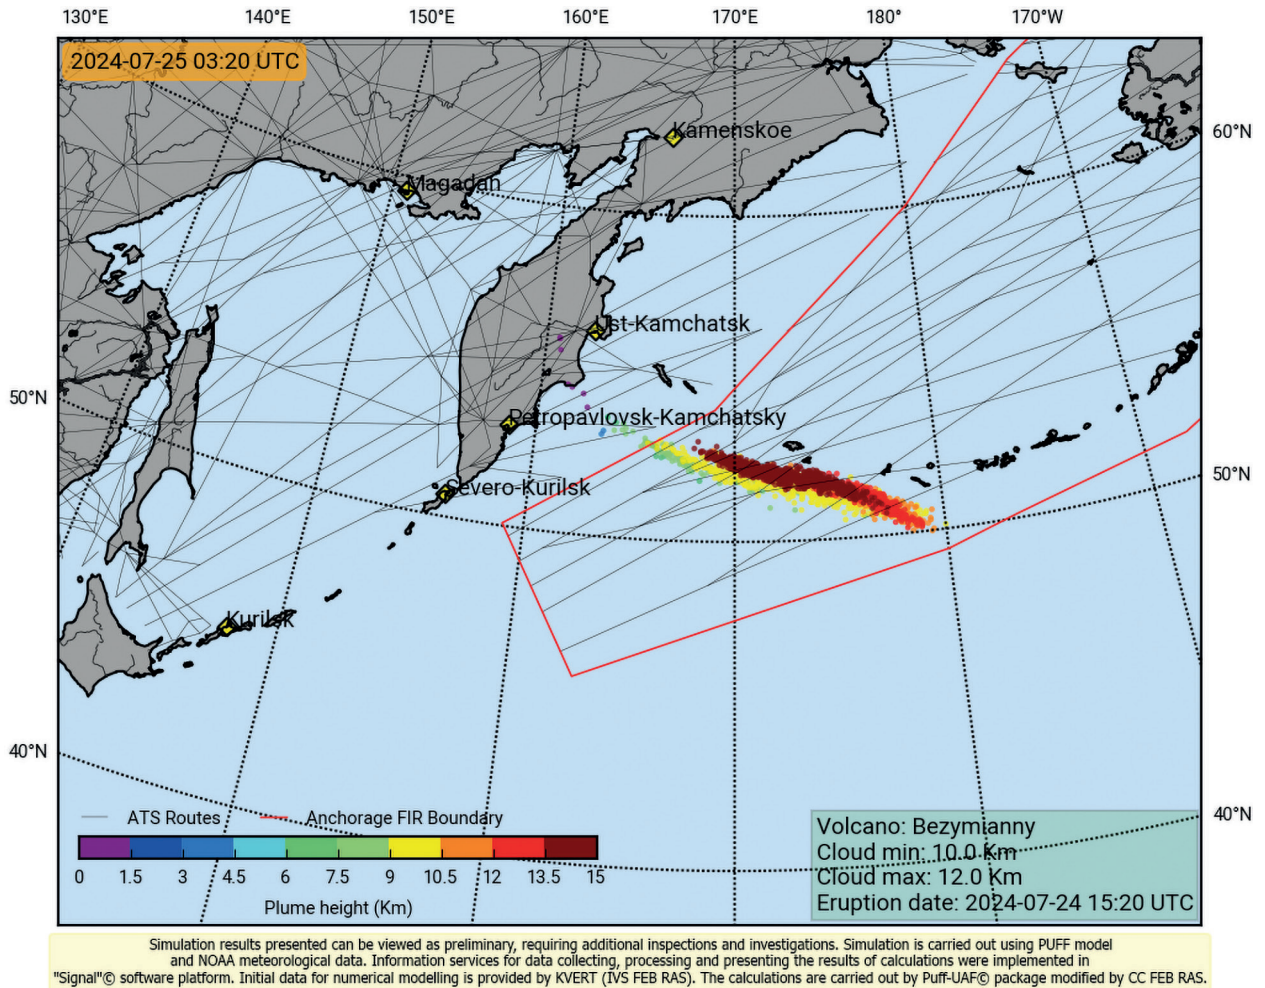 130°E 140°E 150°E 160°E 170°E 180° 170°W
2024-07-25 03:20 UTC
60°N
Kamenskoe
Magadan
Ust-Kamchatsk
50°N
Petropavlovsk-Kamchatsky
50°N
Severo-Kurilsk
Kurilsk
40°N
40°N
ATS Routes Anchorage FIR Boundary
0 1.5 3 4.5 6 7.5 9 10.5 12 13.5 15
Plume height (Km)
Volcano: Bezymianny
Cloud min: 10.0 Km
Cloud max: 12.0 Km
Eruption date: 2024-07-24 15:20 UTC
Simulation results presented can be viewed as preliminary, requiring additional inspections and investigations. Simulation is carried out using PUFF model
and NOAA meteorological data. Information services for data collecting, processing and presenting the results of calculations were implemented in
"Signal"© software platform. Initial data for numerical modelling is provided by KVERT (IVS FEB RAS). The calculations are carried out by Puff-UAF© package modified by CC FEB RAS.